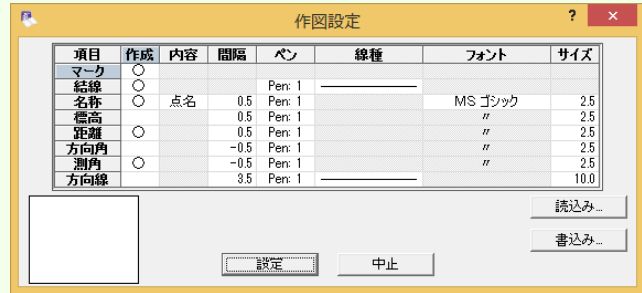 作図設定
? ×
項目 作成 内容 間隔 ペン 線種 フォント サイズ
マーク ○
結線 ○ Pen: 1
名称 ○ 点名 0.5 Pen: 1 MS ゴシック 2.5
標高 0.5 Pen: 1 〃 2.5
距離 ○ 0.5 Pen: 1 〃 2.5
方向角 -0.5 Pen: 1 〃 2.5
測角 ○ -0.5 Pen: 1 〃 2.5
方向線 3.5 Pen: 1 10.0
読込み...
書込み...
設定 中止